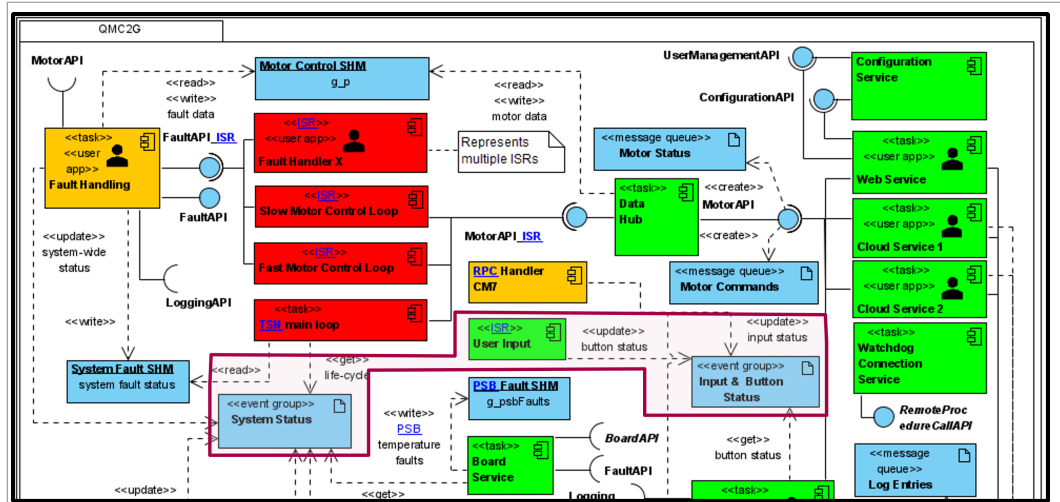 QMC2G
MotorAPI
<<read>>
<<write>>
fault data
Motor Control SHM
g_p
<<read>>
<<write>>
motor data
UserManagementAPI
ConfigurationAPI
Configuration
Service
<<task>>
<<user
app>>
Fault Handling
FaultAPI_ISR
FaultAPI
<<ISR>>
<<user app>>
Fault Handler X
Represents
multiple ISRs
<<message queue>>
Motor Status
<<task>>
<<user app>>
Web Service
<<ISR>>
Slow Motor Control Loop
<<task>>
Data
Hub
<<create>>
MotorAPI
<<create>>
MotorAPI_ISR
<<task>>
<<user app>>
Cloud Service 1
<<update>>
system-wide
status
<<ISR>>
Fast Motor Control Loop
RPC Handler
CM7
<<message queue>>
Motor Commands
<<task>>
<<user app>>
Cloud Service 2
LoggingAPI
<<write>>
<<task>>
TSN main loop
<<ISR>>
User Input
<<update>>
button status
<<update>>
input status
<<task>>
Watchdog
Connection
Service
System Fault SHM
system fault status
<<read>>
<<get>>
life-cycle
<<event group>>
Input & Button
Status
<<event group>>
System Status
<<write>>
PSB
temperature
faults
PSB Fault SHM
g_psbFaults
RemoteProc
edureCallAPI
<<task>>
Board
Service
BoardAPI
FaultAPI
Logging
<<get>>
button status
<<message
queue>>
Log Entries
<<update>>
<<get>>
<<task>>